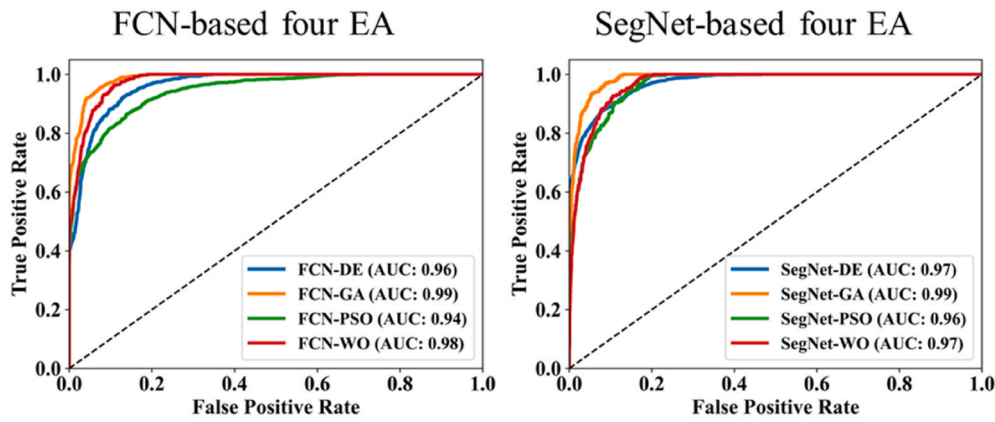 FCN-based four EA
SegNet-based four EA
True Positive Rate
1.0
0.8
0.6
0.4
0.2
0.0
FCN-DE (AUC: 0.96)
FCN-GA (AUC: 0.99)
FCN-PSO (AUC: 0.94)
FCN-WO (AUC: 0.98)
0.0 0.2 0.4 0.6 0.8 1.0
False Positive Rate
True Positive Rate
1.0
0.8
0.6
0.4
0.2
0.0
SegNet-DE (AUC: 0.97)
SegNet-GA (AUC: 0.99)
SegNet-PSO (AUC: 0.96)
SegNet-WO (AUC: 0.97)
0.0 0.2 0.4 0.6 0.8 1.0
False Positive Rate